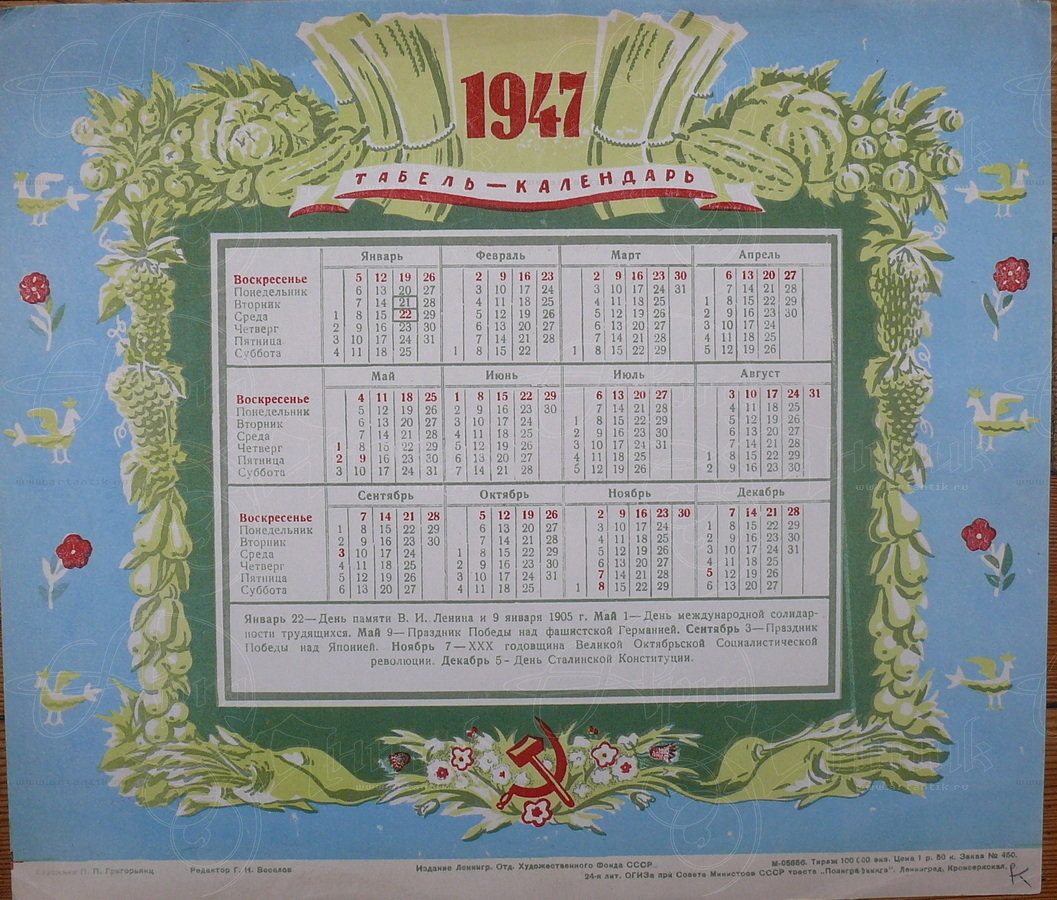 1947
ТАБЕЛЬ—КАЛЕНДАРЬ
Январь Февраль Март Апрель
Воскресенье 5 12 19 26 2 9 16 23 2 9 16 23 30 6 13 20 27
Понедельник 6 13 20 27 3 10 17 24 3 10 17 24 31 7 14 21 28
Вторник 7 14 21 28 4 11 18 25 4 11 18 25 1 8 15 22 29
Среда 1 8 15 22 29 5 12 19 26 5 12 19 26 2 9 16 23 30
Четверг 2 9 16 23 30 6 13 20 27 6 13 20 27 3 10 17 24
Пятница 3 10 17 24 31 7 14 21 28 7 14 21 28 4 11 18 25
Суббота 4 11 18 25 1 8 15 22 1 8 15 22 29 5 12 19 26
Май Июнь Июль Август
Воскресенье 4 11 18 25 1 8 15 22 29 6 13 20 27 3 10 17 24 31
Понедельник 5 12 19 26 2 9 16 23 30 7 14 21 28 4 11 18 25
Вторник 6 13 20 27 3 10 17 24 1 8 15 22 29 5 12 19 26
Среда 7 14 21 28 4 11 18 25 2 9 16 23 30 6 13 20 27
Четверг 1 8 15 22 29 5 12 19 26 3 10 17 24 31 7 14 21 28
Пятница 2 9 16 23 30 6 13 20 27 4 11 18 25 1 8 15 22 29
Суббота 3 10 17 24 31 7 14 21 28 5 12 19 26 2 9 16 23 30
Сентябрь Октябрь Ноябрь Декабрь
Воскресенье 7 14 21 28 5 12 19 26 2 9 16 23 30 7 14 21 28
Понедельник 1 8 15 22 29 6 13 20 27 3 10 17 24 1 8 15 22 29
Вторник 2 9 16 23 30 7 14 21 28 4 11 18 25 2 9 16 23 30
Среда 3 10 17 24 1 8 15 22 29 5 12 19 26 3 10 17 24 31
Четверг 4 11 18 25 2 9 16 23 30 6 13 20 27 4 11 18 25
Пятница 5 12 19 26 3 10 17 24 31 7 14 21 28 5 12 19 26
Суббота 6 13 20 27 4 11 18 25 1 8 15 22 29 6 13 20 27
Январь 22—День памяти В. И. Ленина и 9 января 1905 г. Май 1—День международной солидар-
ности трудящихся. Май 9—Праздник Победы над фашистской Германией. Сентябрь 3—Праздник
Победы над Японией. Ноябрь 7—XXX годовщина Великой Октябрьской Социалистической
революции. Декабрь 5-День Сталинской Конституции.
П. П. Григорьянц Редактор Г. Н. Веселов Издание Ленингр. Отд. Художественного Фонда СССР. М-05656. Тираж 100 000 экз. Цена 1 р. 50 к. Заказ № 450.
24-я лит. ОГИЗа при Совете Министров СССР треста „Полиграфкнига". Ленинград, Кронверкская,
К